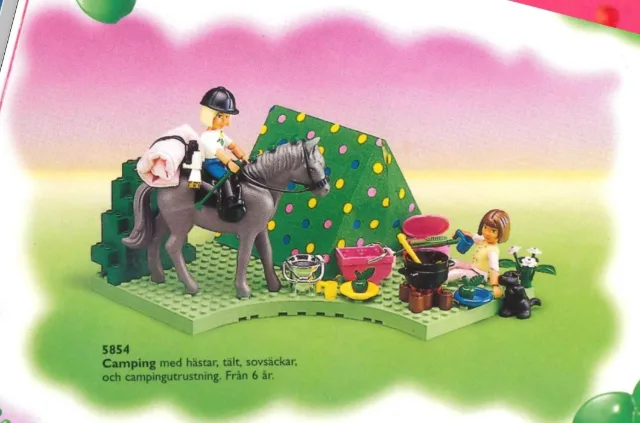 5854
Camping med hästar, tält, sovsäckar,
och campingutrustning. Från 6 år.